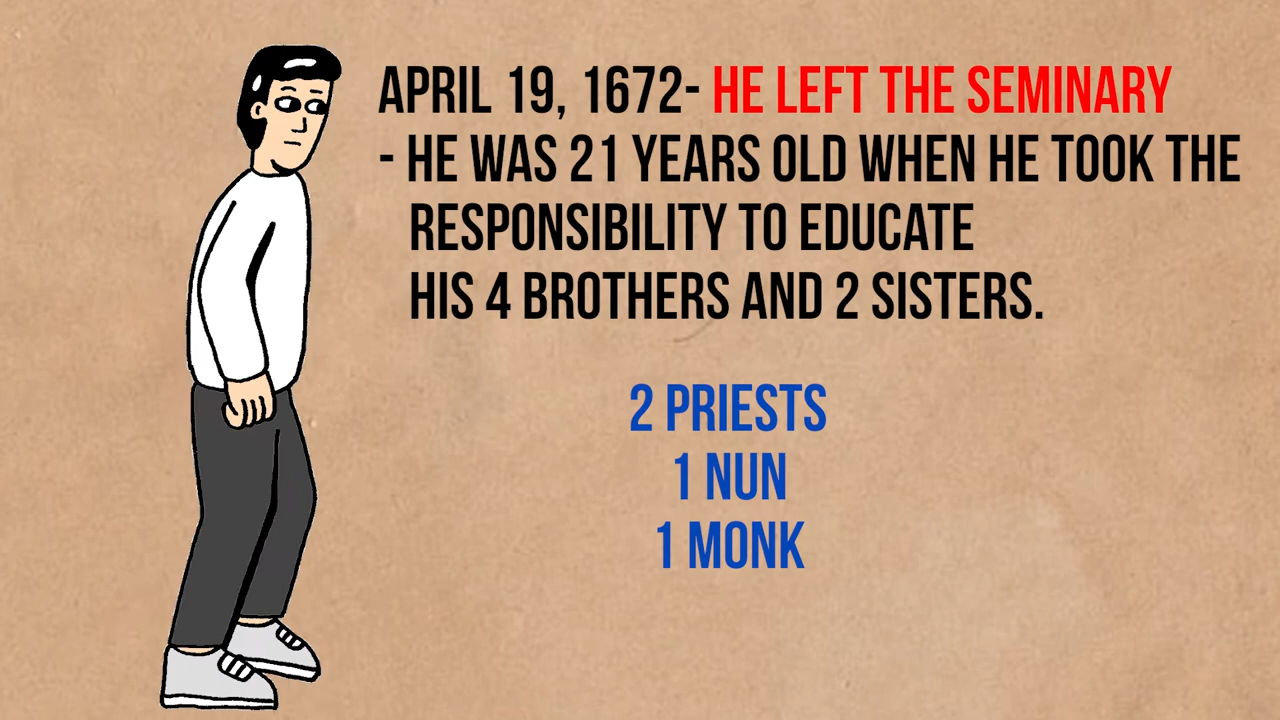 APRIL 19, 1672- HE LEFT THE SEMINARY
- HE WAS 21 YEARS OLD WHEN HE TOOK THE
RESPONSIBILITY TO EDUCATE
HIS 4 BROTHERS AND 2 SISTERS.
2 PRIESTS
1 NUN
1 MONK